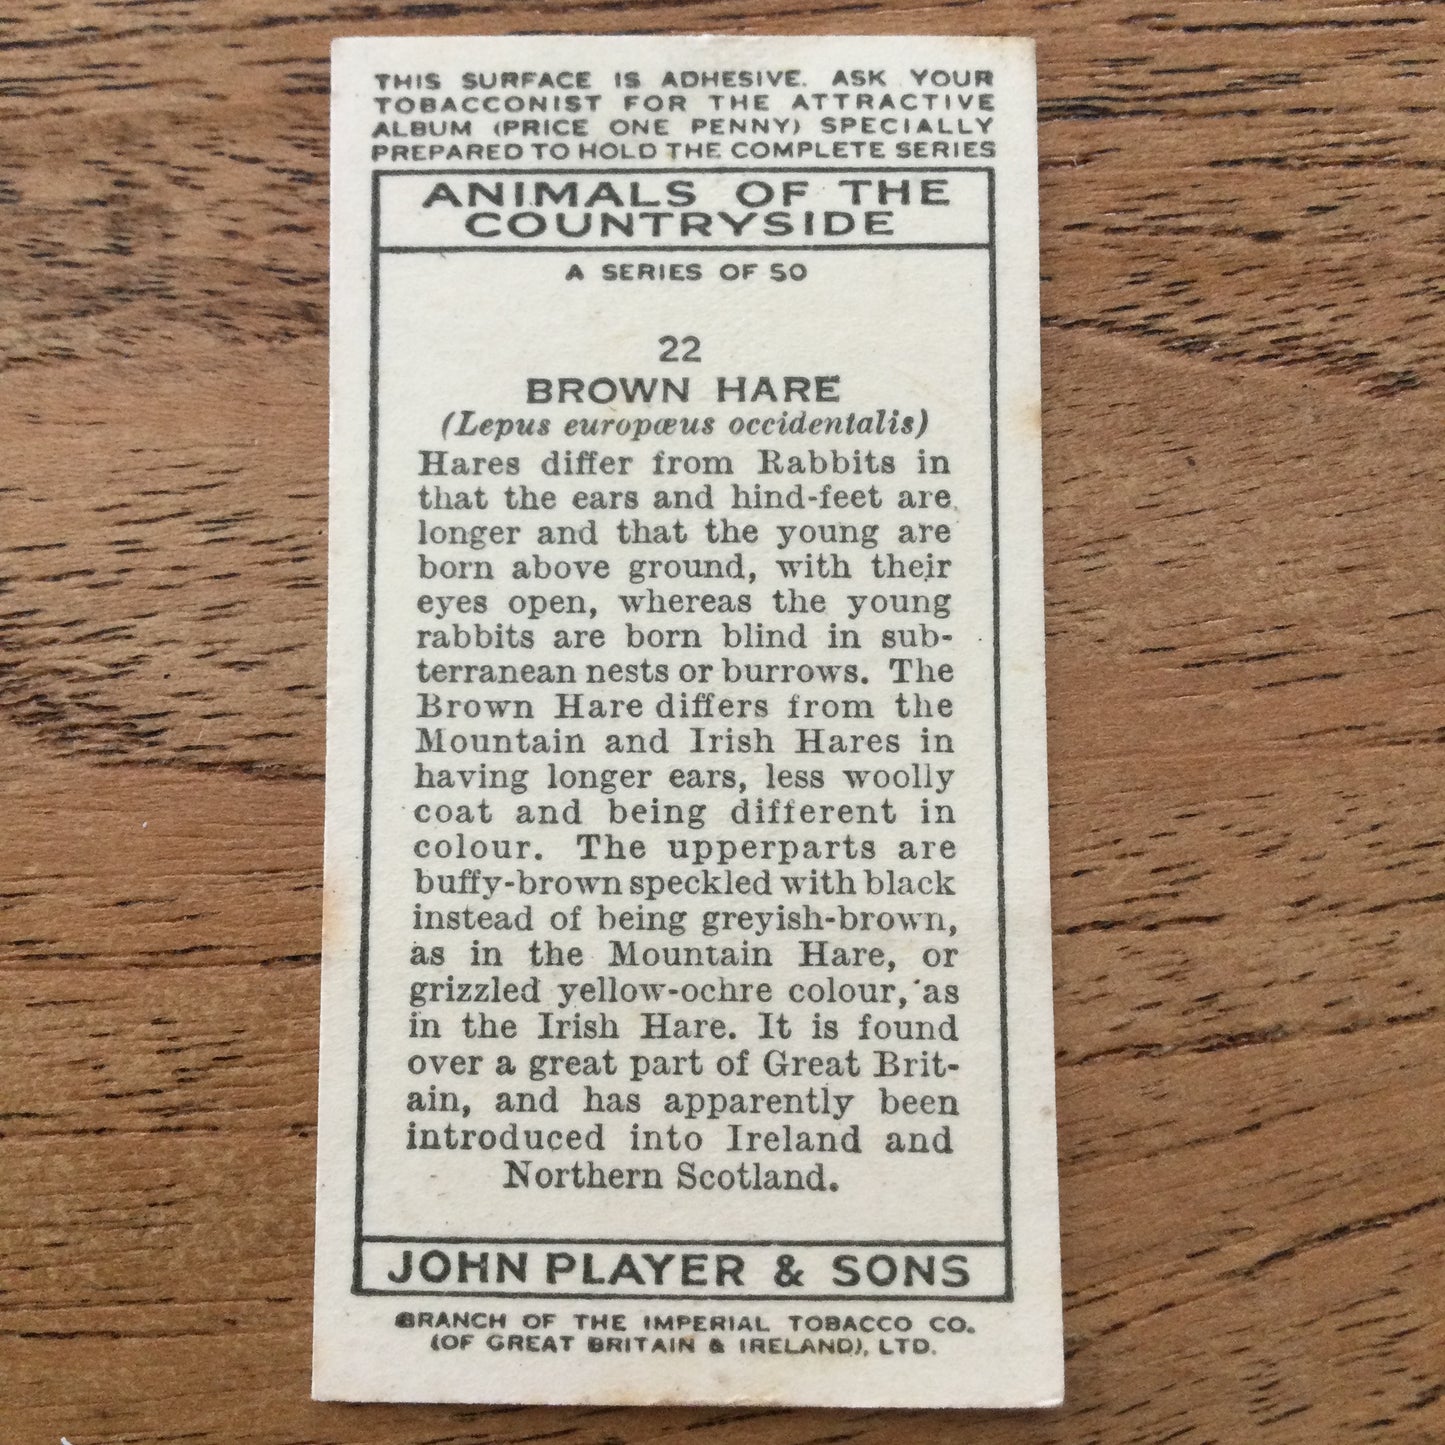 THIS SURFACE IS ADHESIVE. ASK YOUR
TOBACCONIST FOR THE ATTRACTIVE
ALBUM (PRICE ONE PENNY) SPECIALLY
PREPARED TO HOLD THE COMPLETE SERIES
ANIMALS OF THE
COUNTRYSIDE
A SERIES OF 50
22
BROWN HARE
(Lepus europæus occidentalis)
Hares differ from Rabbits in
that the ears and hind-feet are
longer and that the young are
born above ground, with their
eyes open, whereas the young
rabbits are born blind in sub-
terranean nests or burrows. The
Brown Hare differs from the
Mountain and Irish Hares in
having longer ears, less woolly
coat and being different in
colour. The upperparts are
buffy-brown speckled with black
instead of being greyish-brown,
as in the Mountain Hare, or
grizzled yellow-ochre colour, as
in the Irish Hare. It is found
over a great part of Great Brit-
ain, and has apparently been
introduced into Ireland and
Northern Scotland.
JOHN PLAYER & SONS
BRANCH OF THE IMPERIAL TOBACCO CO.
(OF GREAT BRITAIN & IRELAND), LTD.